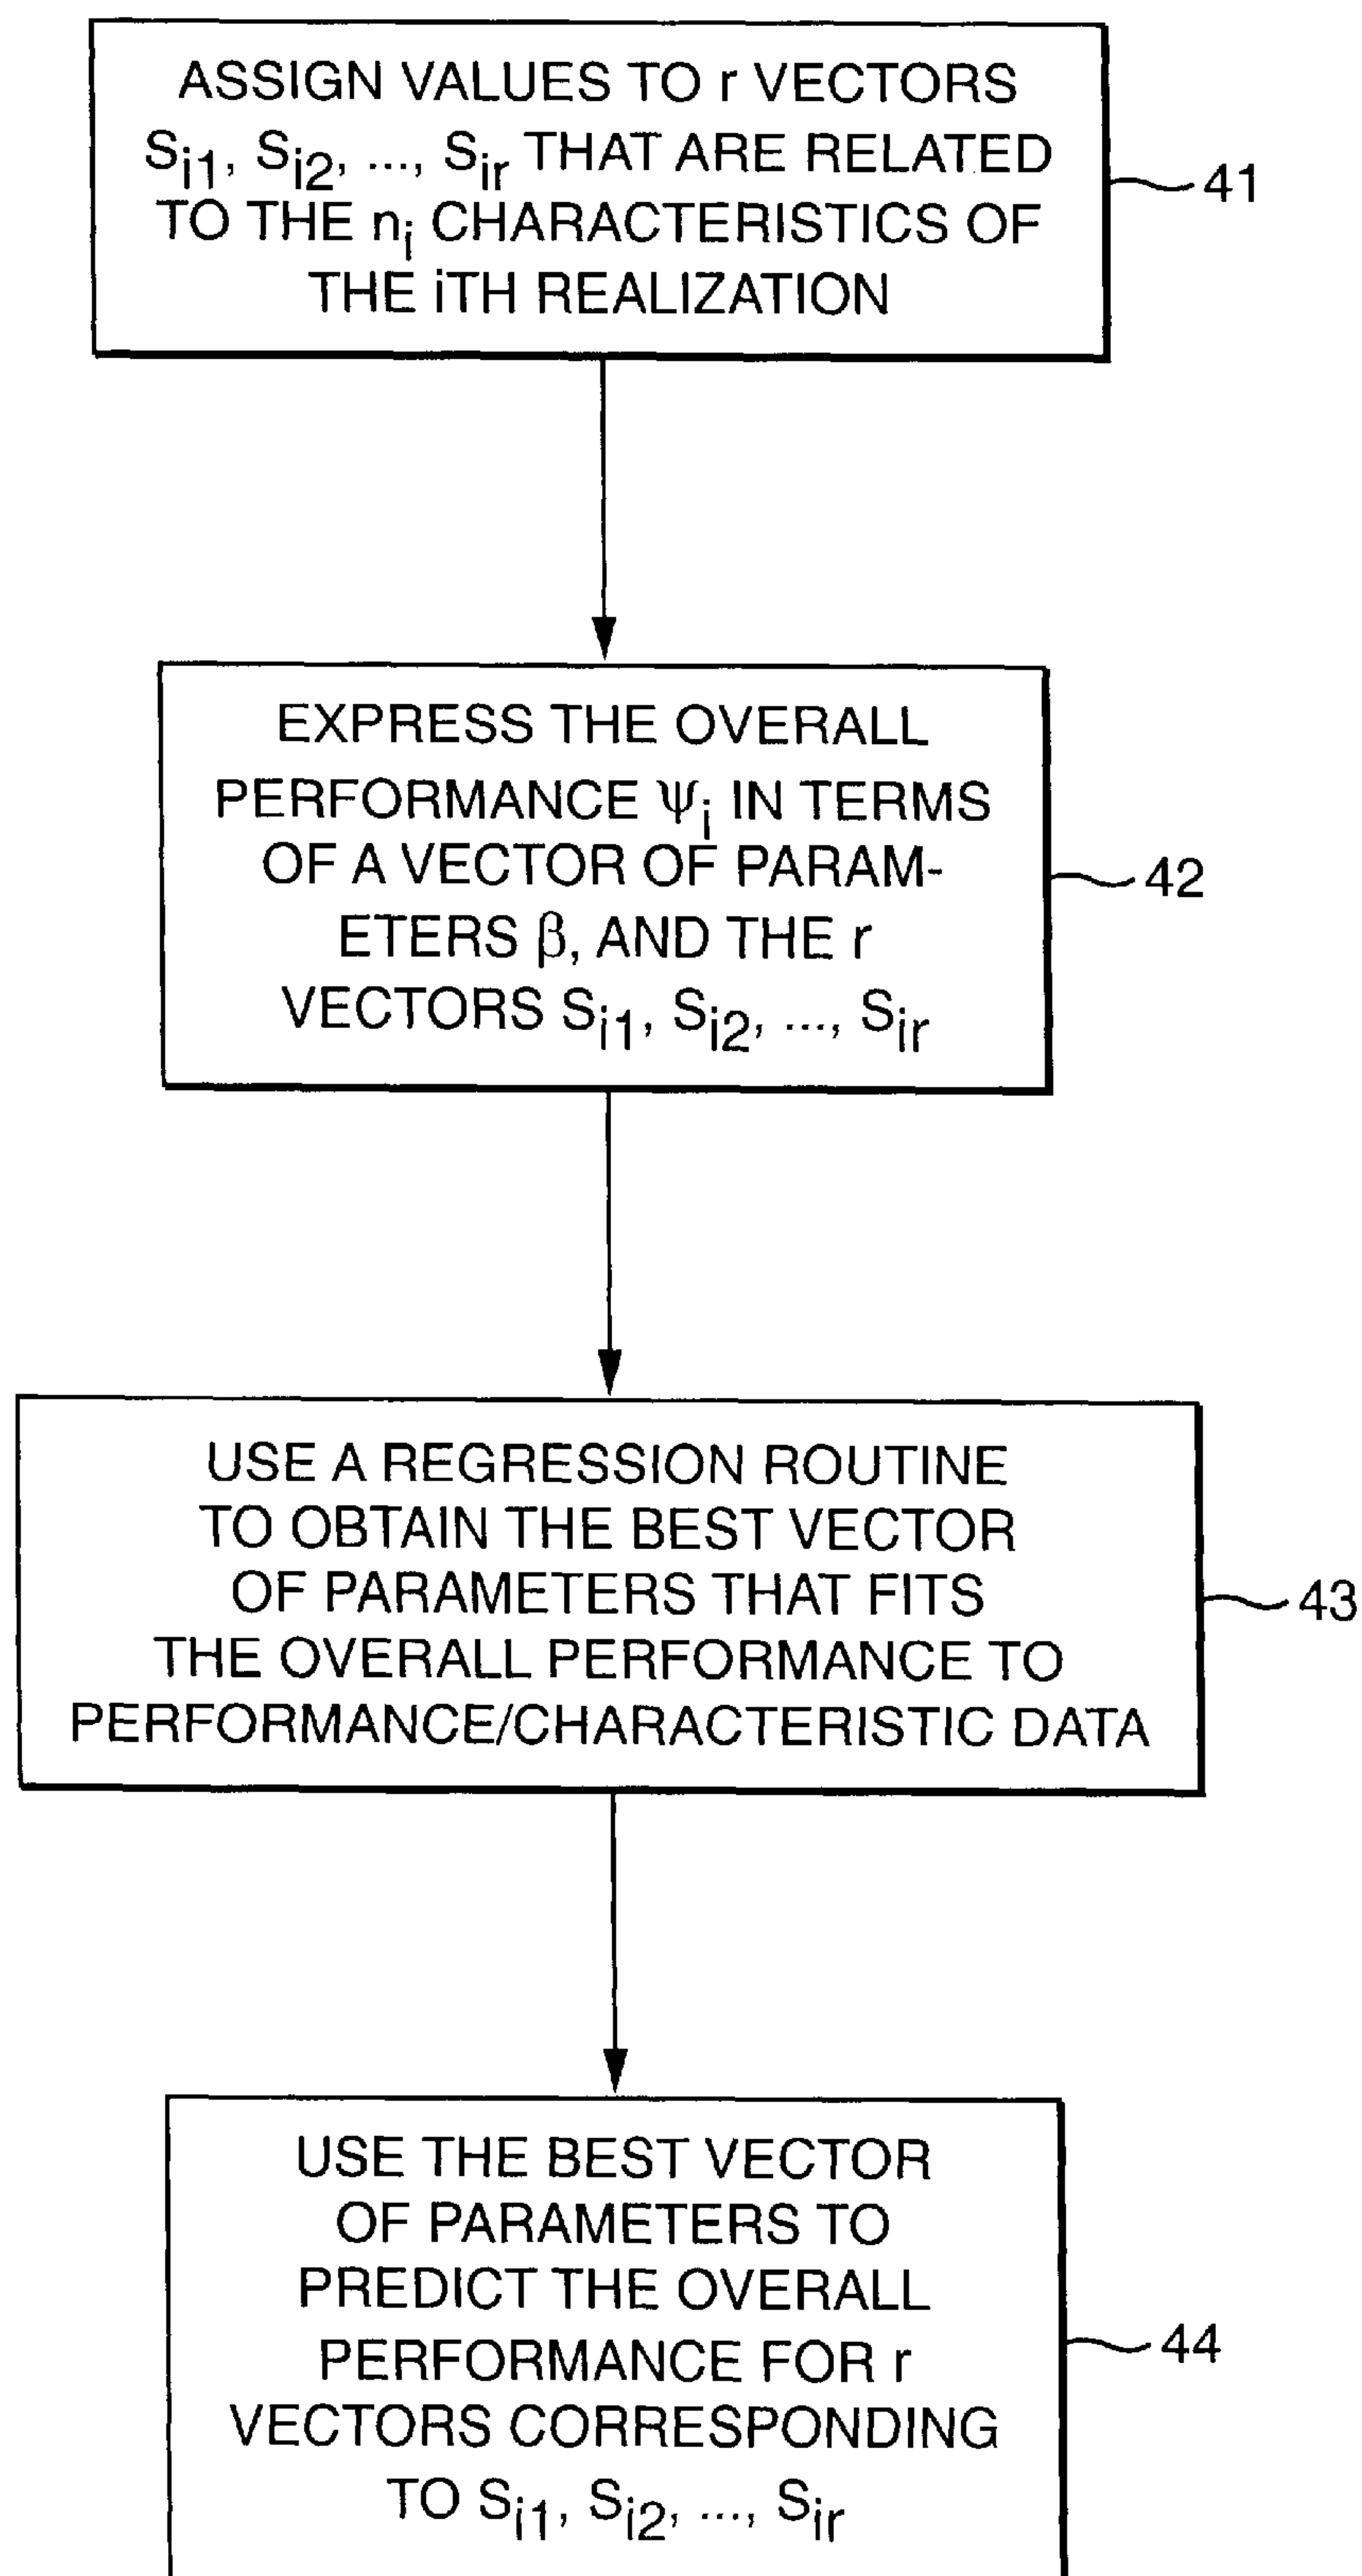 ASSIGN VALUES TO r VECTORS
Si1, Si2, ..., Sir THAT ARE RELATED
TO THE ni CHARACTERISTICS OF
THE iTH REALIZATION
41
EXPRESS THE OVERALL
PERFORMANCE ψi IN TERMS
OF A VECTOR OF PARAM-
ETERS β, AND THE r
VECTORS Si1, Si2, ..., Sir
42
USE A REGRESSION ROUTINE
TO OBTAIN THE BEST VECTOR
OF PARAMETERS THAT FITS
THE OVERALL PERFORMANCE TO
PERFORMANCE/CHARACTERISTIC DATA
43
USE THE BEST VECTOR
OF PARAMETERS TO
PREDICT THE OVERALL
PERFORMANCE FOR r
VECTORS CORRESPONDING
TO Si1, Si2, ..., Sir
44